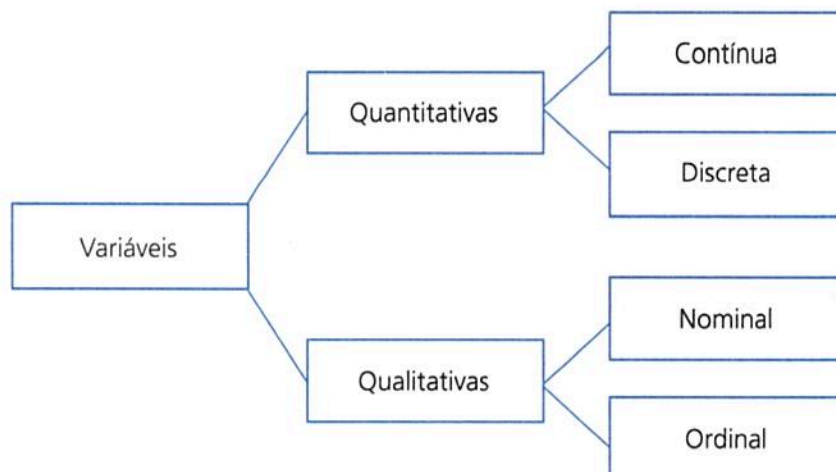 Contínua
Quantitativas
Discreta
Variáveis
Nominal
Qualitativas
Ordinal